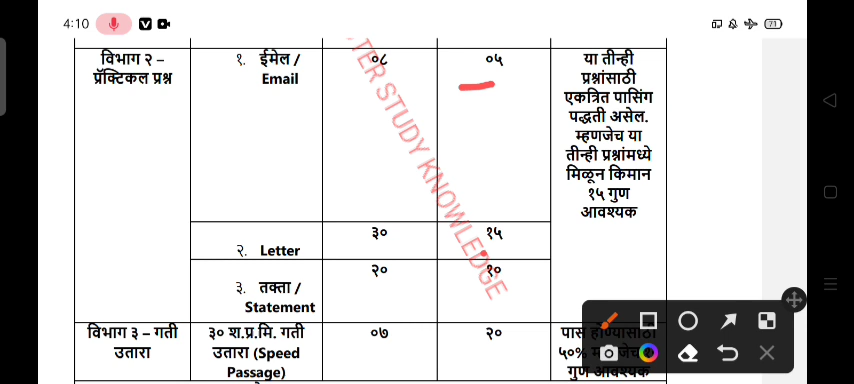 4:10
71
विभाग २ – प्रॅक्टिकल प्रश्न
१. ईमेल / Email
०८
०५
या तीन्ही
प्रश्नांसाठी
एकत्रित पासिंग
पद्धती असेल.
म्हणजेच या
तीन्ही प्रश्नांमध्ये
मिळून किमान
१५ गुण
आवश्यक
२. Letter
३०
१५
३. तक्ता / Statement
२०
१०
विभाग ३ – गती उतारा
३० श.प्र.मि. गती
उतारा (Speed
Passage)
०७
२०
पास होण्यासाठी
५०%
गुण आवश्यक
TER STUDY KNOWLEDGE